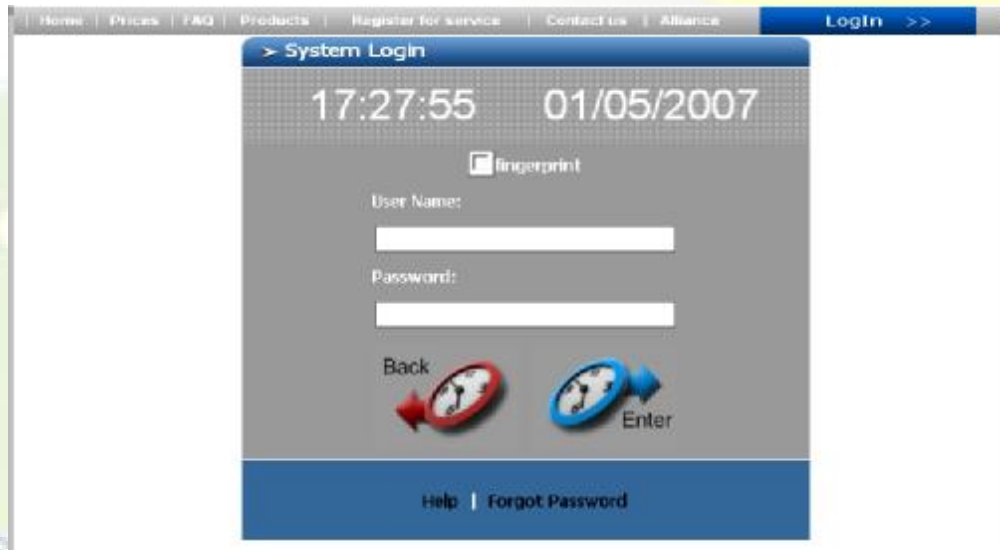 | Home | Prices | FAQ | Products | Register for service | Contact us | Alliance LogIn >>
➢ System Login
17:27:55 01/05/2007
fingerprint
User Name:
Password:
Back
Enter
Help | Forgot Password